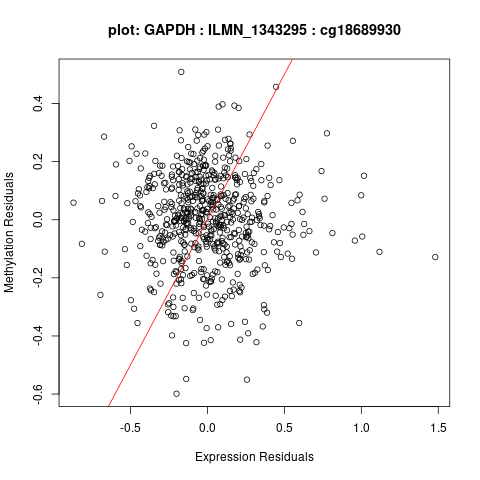 plot: GAPDH : ILMN_1343295 : cg18689930
Methylation Residuals
0.4
0.2
0.0
-0.2
-0.4
-0.6
-0.5 0.0 0.5 1.0 1.5
Expression Residuals